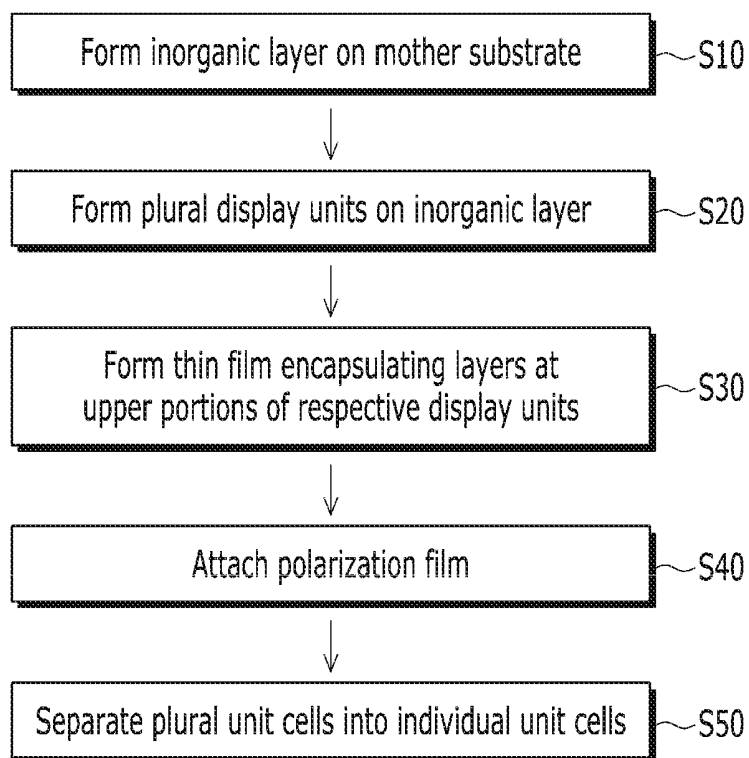 Form inorganic layer on mother substrate
S10
Form plural display units on inorganic layer
S20
Form thin film encapsulating layers at
upper portions of respective display units
S30
Attach polarization film
S40
Separate plural unit cells into individual unit cells
S50